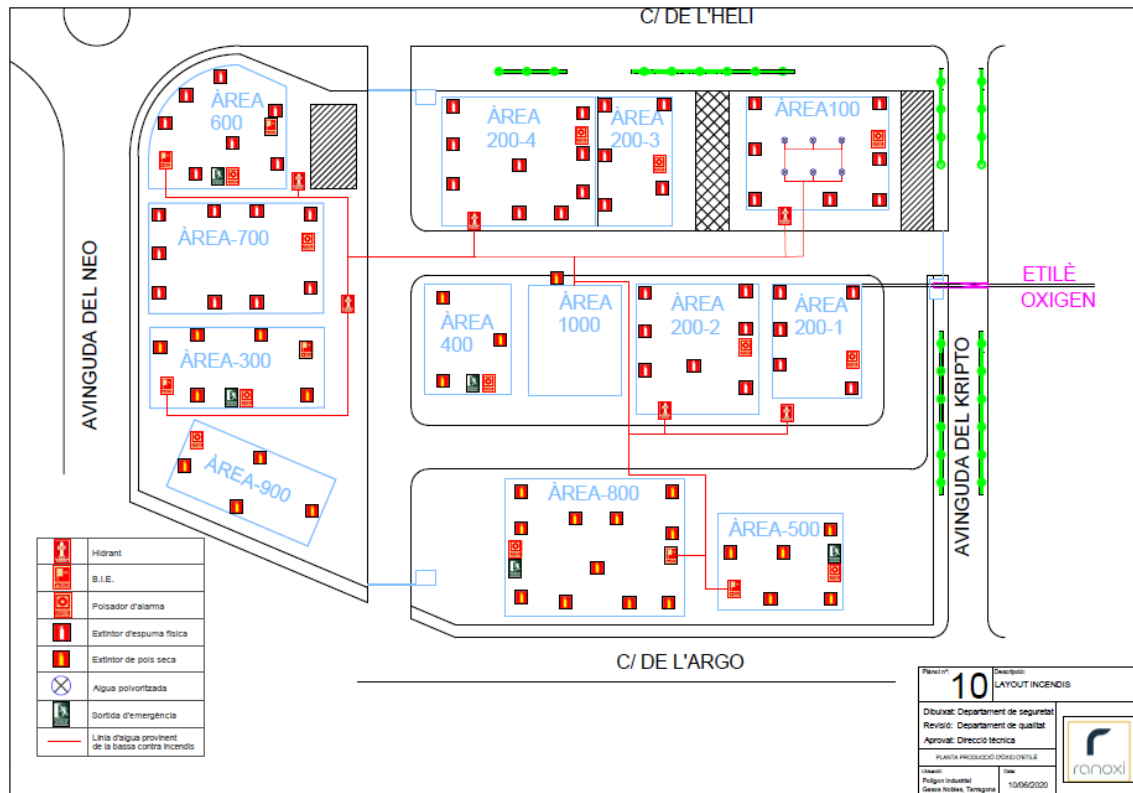 C/ DE L'HELI
ÀREA
600
ÀREA
200-4
ÀREA
200-3
ÀREA100
AVINGUDA DEL NEO
ÀREA-700
ETILÈ
OXIGEN
ÀREA
400
ÀREA
1000
ÀREA
200-2
ÀREA
200-1
ÀREA-300
AVINGUDA DEL KRIPTO
ÀREA-900
ÀREA-800
ÀREA-500
Hidrant
B.I.E.
Polsador d'alarma
Extintor d'espuma física
Extintor de pols seca
Aigua polvoritzada
Sortida d'emergència
Línia d'aigua provinent
de la bassa contra incendis
C/ DE L'ARGO
Plànol nº:
10
Descripció:
LAYOUT INCENDIS
Dibuixat: Departament de seguretat
Revisió: Departament de qualitat
Aprovat: Direcció tècnica
PLANTA PRODUCCIÓ D'ÒXID D'ETILÈ
Ubicació:
Polígon Industrial
Gasos Nobles, Tarragona
Data:
10/06/2020
ranoxi